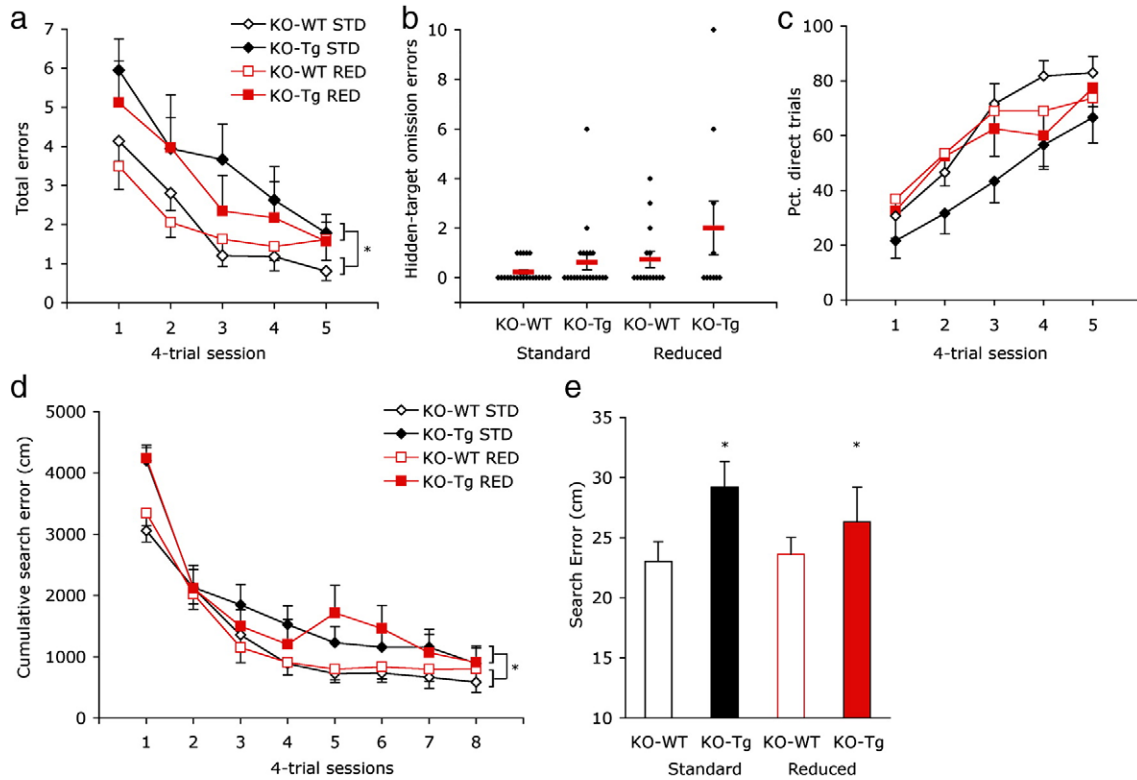 a
Total errors
7
6
5
4
3
2
1
0
1 2 3 4 5
4-trial session
KO-WT STD
KO-Tg STD
KO-WT RED
KO-Tg RED
*
b
Hidden-target omission errors
10
8
6
4
2
0
KO-WT KO-Tg KO-WT KO-Tg
Standard Reduced
c
Pct. direct trials
100
80
60
40
20
0
1 2 3 4 5
4-trial session
d
Cumulative search error (cm)
5000
4000
3000
2000
1000
0
1 2 3 4 5 6 7 8
4-trial sessions
KO-WT STD
KO-Tg STD
KO-WT RED
KO-Tg RED
*
e
Search Error (cm)
35
30
25
20
15
10
* *
KO-WT KO-Tg KO-WT KO-Tg
Standard Reduced